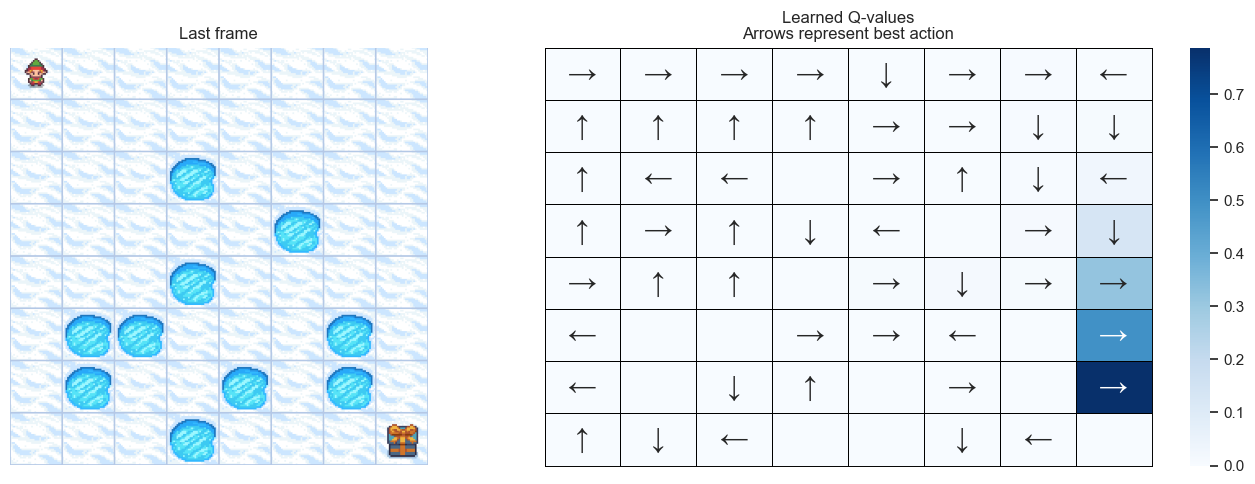 Last frame
Learned Q-values
Arrows represent best action
→ → → → ↓ → → ←
↑ ↑ ↑ ↑ → → ↓ ↓
↑ ← ← → ↑ ↓ ←
↑ → ↑ ↓ ← → ↓
→ ↑ ↑ → ↓ → →
← → → ← →
← ↓ ↑ → →
↑ ↓ ← ↓ ←
0.7
0.6
0.5
0.4
0.3
0.2
0.1
0.0